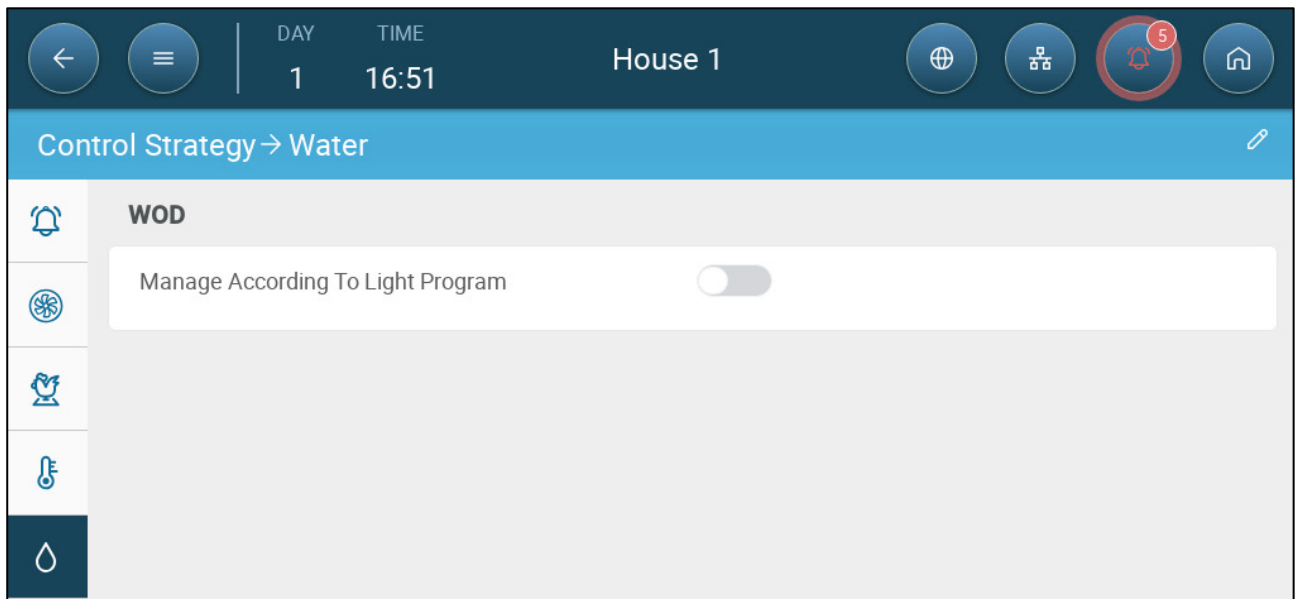 DAY TIME
1 16:51
House 1
5
Control Strategy → Water
WOD
Manage According To Light Program